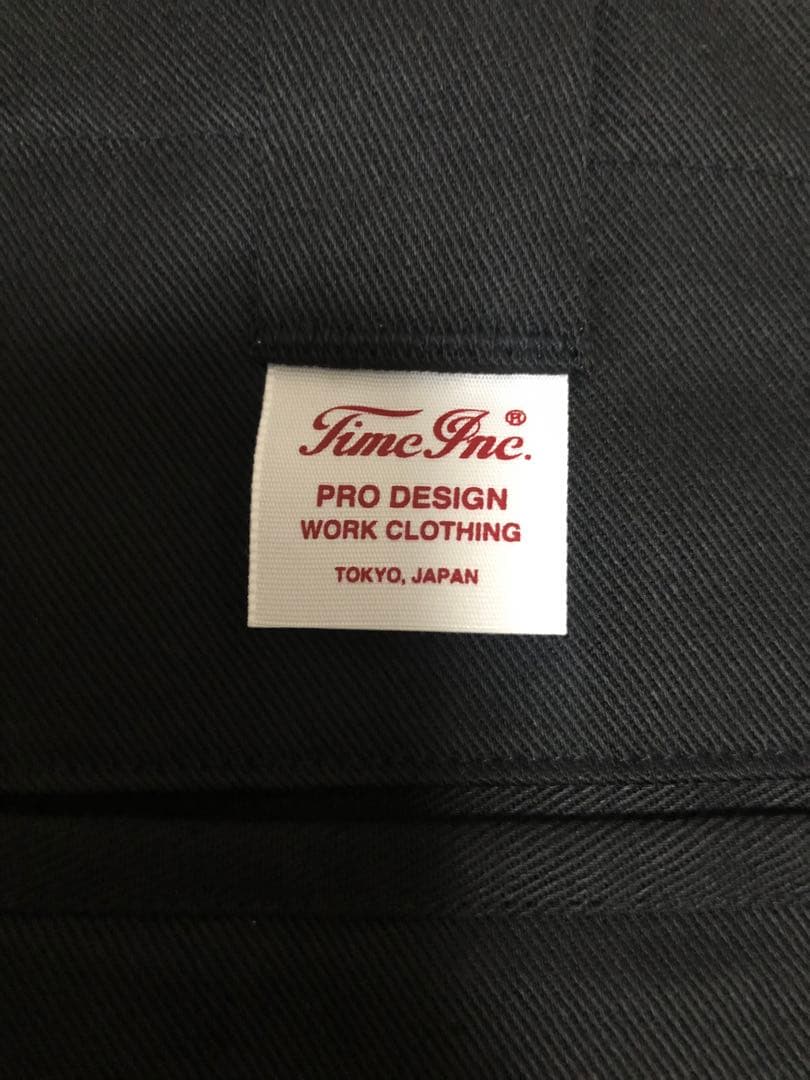 Time Inc.®
PRO DESIGN
WORK CLOTHING
TOKYO, JAPAN